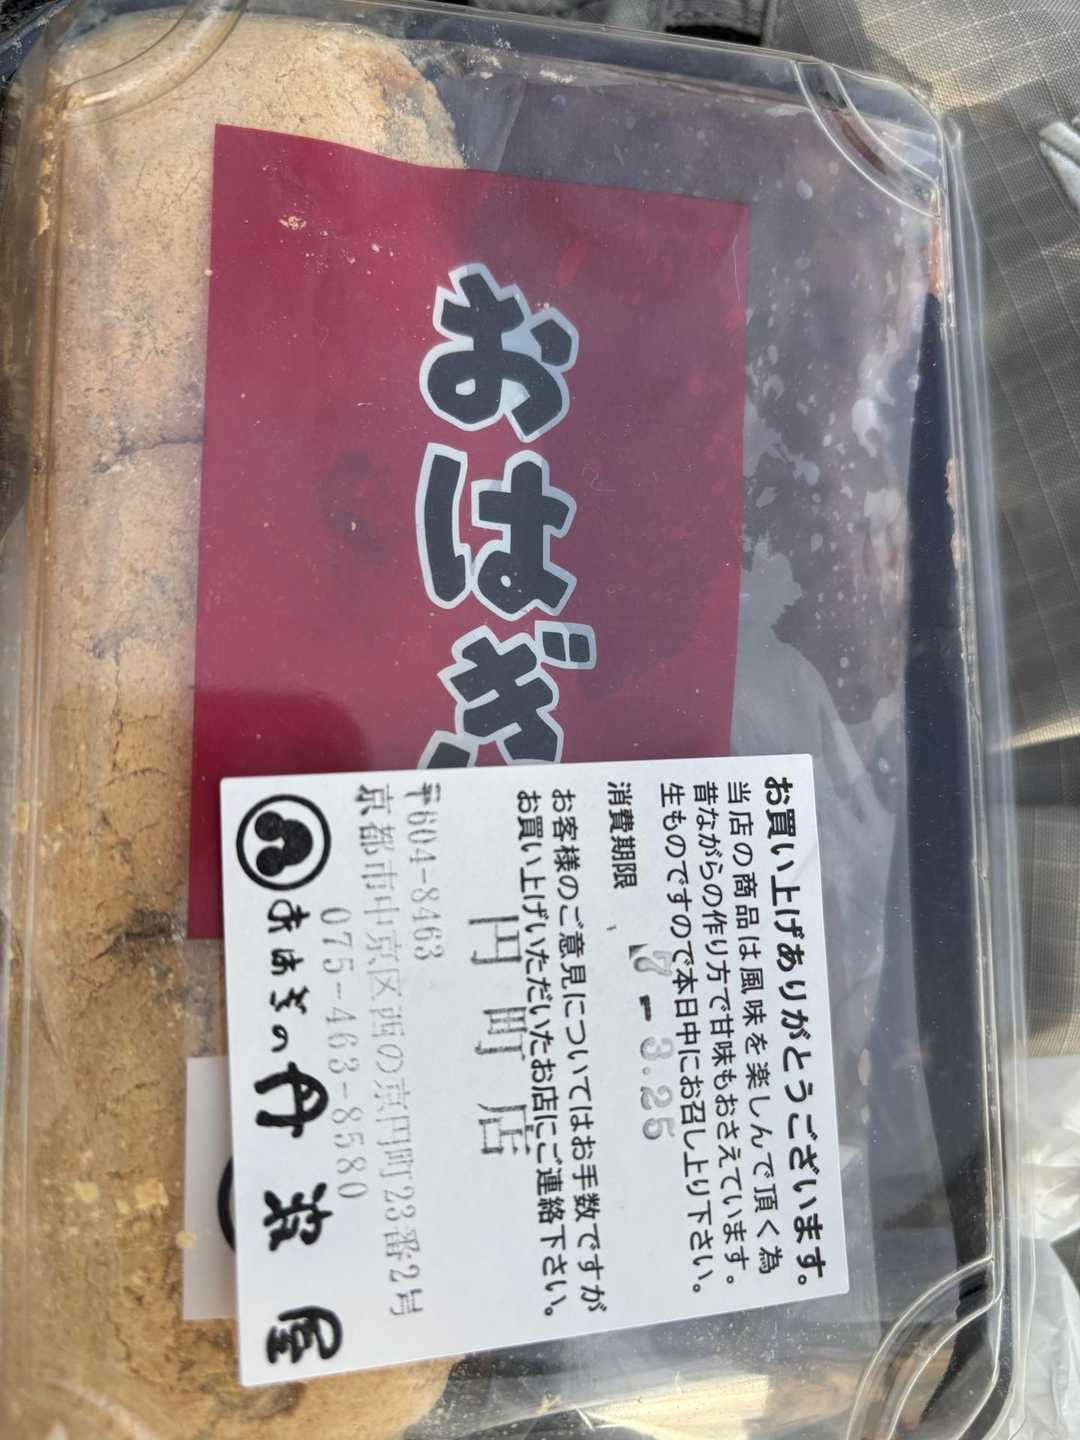 おはぎ
お買い上げありがとうございます。
当店の商品は風味を楽しんで頂く為
昔ながらの作り方で甘味もおさえています。
生ものですので本日中にお召し上り下さい。
消費期限
7-3.25
お客様のご意見についてはお手数ですが
お買い上げいただいたお店にご連絡下さい。
円町店
〒604-8463
京都市中京区西の京円町23番2号
075-463-8580
おはぎの丹波屋